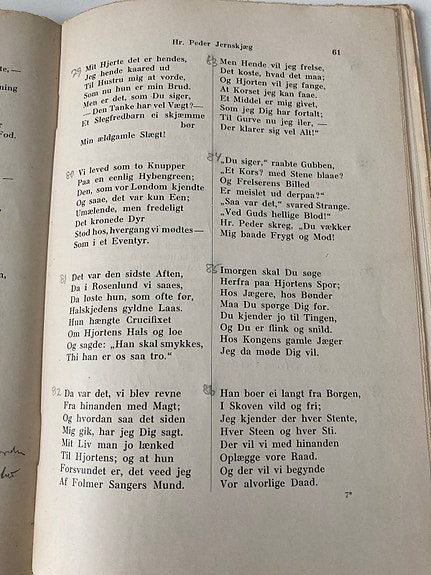 Hr. Peder Jernskjæg
61
79
Mit Hjerte det er hendes,
Jeg hende kaared ud
Til Hustru mig at vorde,
Som nu hun er min Brud.
Men er det, som Du siger,
— Den Tanke har vel Vægt?—
Et Slegfredbarn ei skjæmme bør
Min ældgamle Slægt!
80
Vi leved som to Knupper
Paa en eenlig Hybengreen;
Den, som vor Løndom kjendte
Og saae, det var kun Een;
Umælende, men fredeligt
Det kronede Dyr
Stod hos, hvergang vi mødtes—
Som i et Eventyr.
81
Det var den sidste Aften,
Da i Rosenlund vi saaes,
Da løste hun, som ofte før,
Halskjedens gyldne Laas.
Hun hængte Crucifixet
Om Hjortens Hals og loe
Og sagde: „Han skal smykkes,
Thi han er os saa tro.“
82
Da var det, vi blev revne
Fra hinanden med Magt;
Og hvordan saa det siden
Mig gik, har jeg Dig sagt.
Mit Liv man jo lænked
Til Hjortens; og at hun
Forsvundet er, det veed jeg
Af Folmer Sangers Mund.
83
Men Hende vil jeg frelse,
Det koste, hvad det maa;
Og Hjorten vil jeg fange,
At Korset jeg kan faae.
Et Middel er mig givet,
Som jeg Dig har fortalt;
Til Gurve nu jeg iler, —
Der klarer sig vel Alt!“
84
„Du siger,“ raabte Gubben,
„Et Kors? med Stene blaae?
Og Frelserens Billed
Er meislet ud derpaa?“
„Saa var det,“ svared Strange.
„Ved Guds hellige Blod!“
Hr. Peder skreg, „Du vækker
Mig baade Frygt og Mod!
85
Imorgen skal Du søge
Herfra paa Hjortens Spor;
Hos Jægere, hos Bønder
Maa Du spørge Dig for.
Du kjender jo til Tingen,
Og Du er flink og snild.
Hos Kongens gamle Jæger
Jeg da møde Dig vil.
86
Han boer ei langt fra Borgen,
I Skoven vild og fri;
Jeg kjender der hver Stente,
Hver Steen og hver Sti.
Der vil vi med hinanden
Oplægge vore Raad.
Og der vil vi begynde
Vor alvorlige Daad.
7*